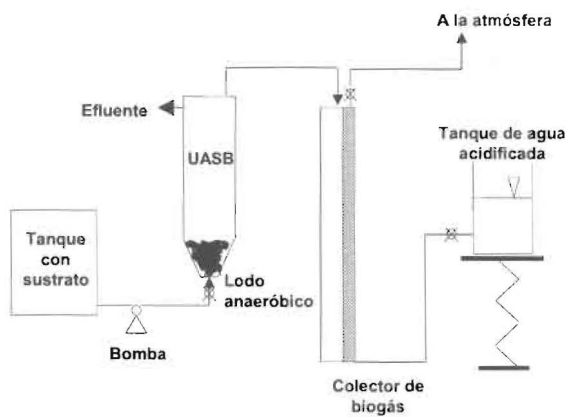 A la atmósfera
Efluente
UASB
Tanque de agua
acidificada
Tanque
con
sustrato
Lodo
anaeróbico
Bomba
Colector de
biogás